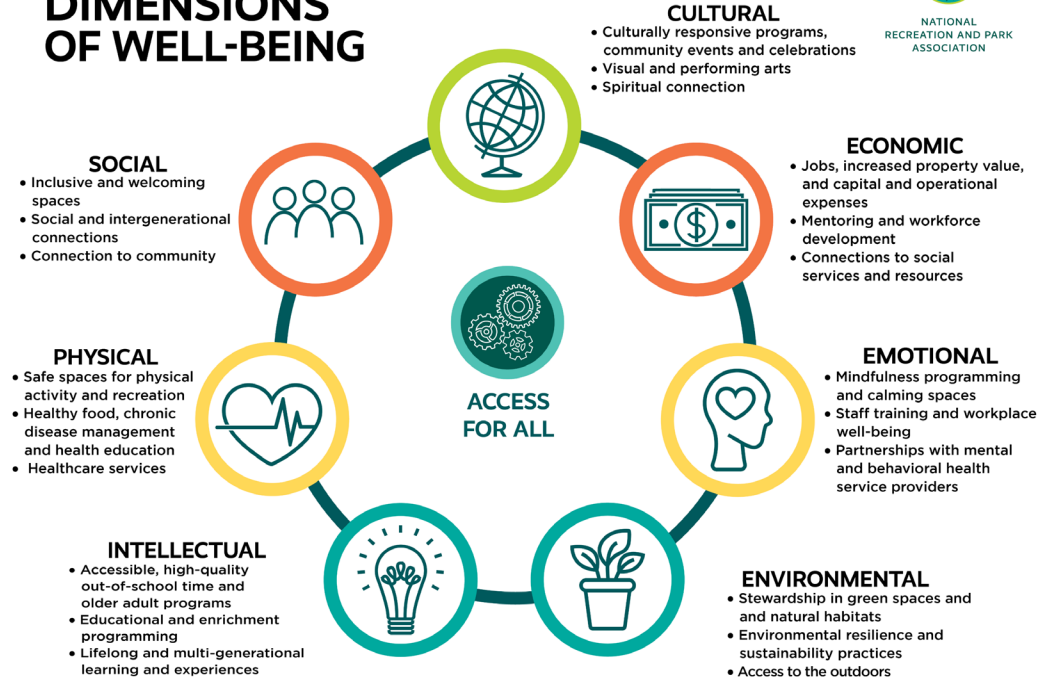 DIMENSIONS
OF WELL-BEING
CULTURAL
• Culturally responsive programs,
community events and celebrations
• Visual and performing arts
• Spiritual connection
NATIONAL
RECREATION AND PARK
ASSOCIATION
ECONOMIC
• Jobs, increased property value,
and capital and operational
expenses
• Mentoring and workforce
development
• Connections to social
services and resources
EMOTIONAL
• Mindfulness programming
and calming spaces
• Staff training and workplace
well-being
• Partnerships with mental
and behavioral health
service providers
ENVIRONMENTAL
• Stewardship in green spaces and
and natural habitats
• Environmental resilience and
sustainability practices
• Access to the outdoors
INTELLECTUAL
• Accessible, high-quality
out-of-school time and
older adult programs
• Educational and enrichment
programming
• Lifelong and multi-generational
learning and experiences
PHYSICAL
• Safe spaces for physical
activity and recreation
• Healthy food, chronic
disease management
and health education
• Healthcare services
SOCIAL
• Inclusive and welcoming
spaces
• Social and intergenerational
connections
• Connection to community
$
ACCESS
FOR ALL